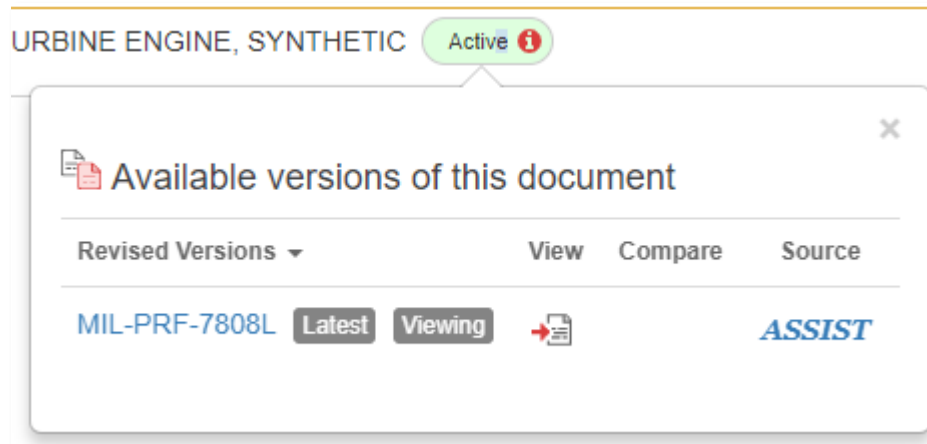 URBINE ENGINE, SYNTHETIC Active
×
Available versions of this document
Revised Versions View Compare Source
MIL-PRF-7808L Latest Viewing ASSIST